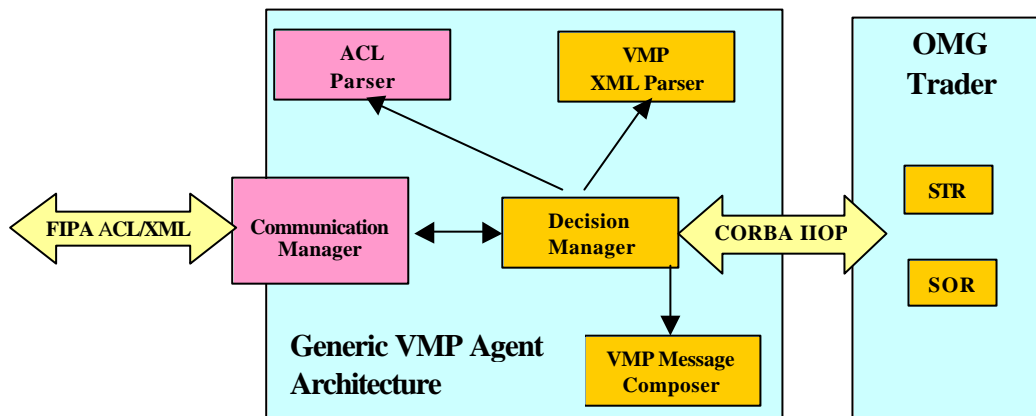 ACL
Parser
VMP
XML Parser
OMG
Trader
FIPA ACL/XML
Communication
Manager
Decision
Manager
CORBA IIOP
STR
SOR
Generic VMP Agent
Architecture
VMP Message
Composer